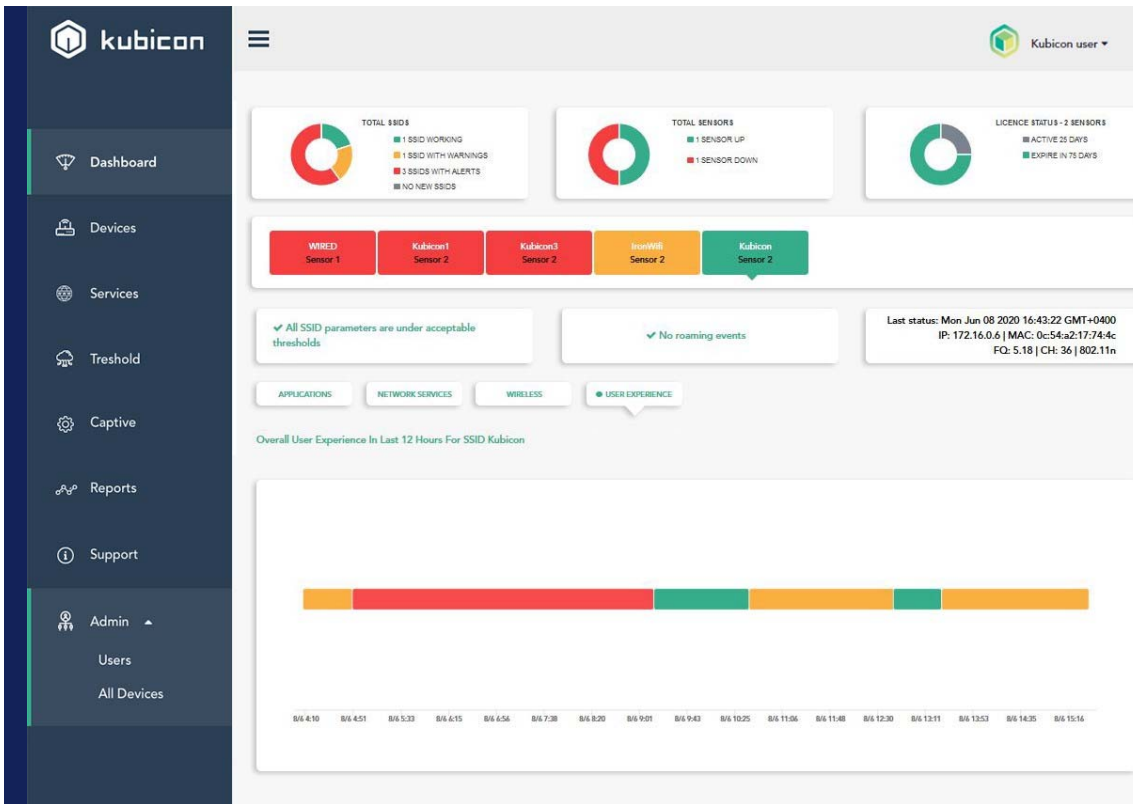 kubicon
Kubicon user
Dashboard
Devices
Services
Treshold
Captive
Reports
Support
Admin
Users
All Devices
TOTAL SSIDS
1 SSID WORKING
1 SSID WITH WARNINGS
3 SSIDS WITH ALERTS
NO NEW SSIDS
TOTAL SENSORS
1 SENSOR UP
1 SENSOR DOWN
LICENCE STATUS - 2 SENSORS
ACTIVE 25 DAYS
EXPIRE IN 75 DAYS
WIRED
Sensor 1
Kubicon1
Sensor 2
Kubicon3
Sensor 2
IronWifi
Sensor 2
Kubicon
Sensor 2
All SSID parameters are under acceptable
thresholds
No roaming events
Last status: Mon Jun 08 2020 16:43:22 GMT+0400
IP: 172.16.0.6 | MAC: 0c:54:a2:17:74:4c
FQ: 5.18 | CH: 36 | 802.11n
APPLICATIONS NETWORK SERVICES WIRELESS USER EXPERIENCE
Overall User Experience In Last 12 Hours For SSID Kubicon
8/6 4:10 8/6 4:51 8/6 5:33 8/6 6:15 8/6 6:56 8/6 7:38 8/6 8:20 8/6 9:01 8/6 9:43 8/6 10:25 8/6 11:06 8/6 11:48 8/6 12:30 8/6 13:11 8/6 13:53 8/6 14:35 8/6 15:16